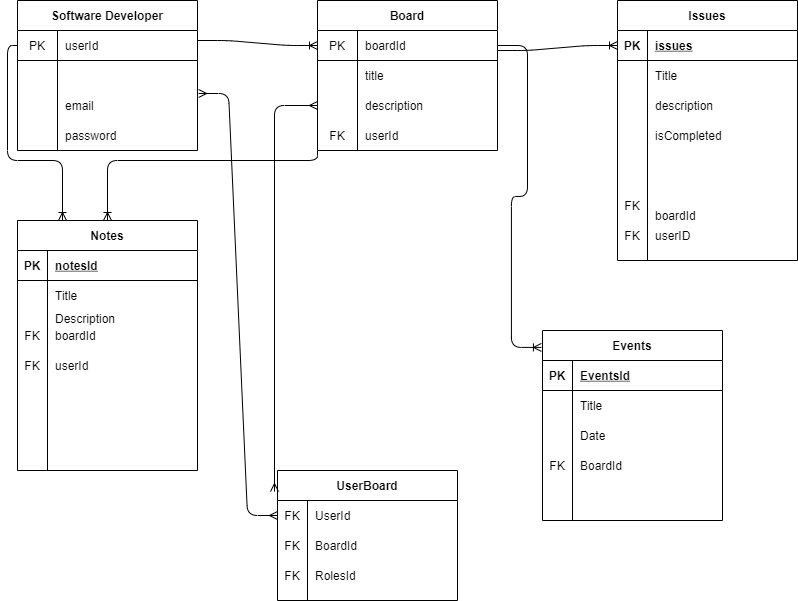 Software Developer
PK userId
email
password
Board
PK boardId
title
description
FK userId
Issues
PK issues
Title
description
isCompleted
FK boardId
FK userID
Notes
PK notesId
Title
Description
FK boardId
FK userId
Events
PK EventsId
Title
Date
FK BoardId
UserBoard
FK UserId
FK BoardId
FK RolesId